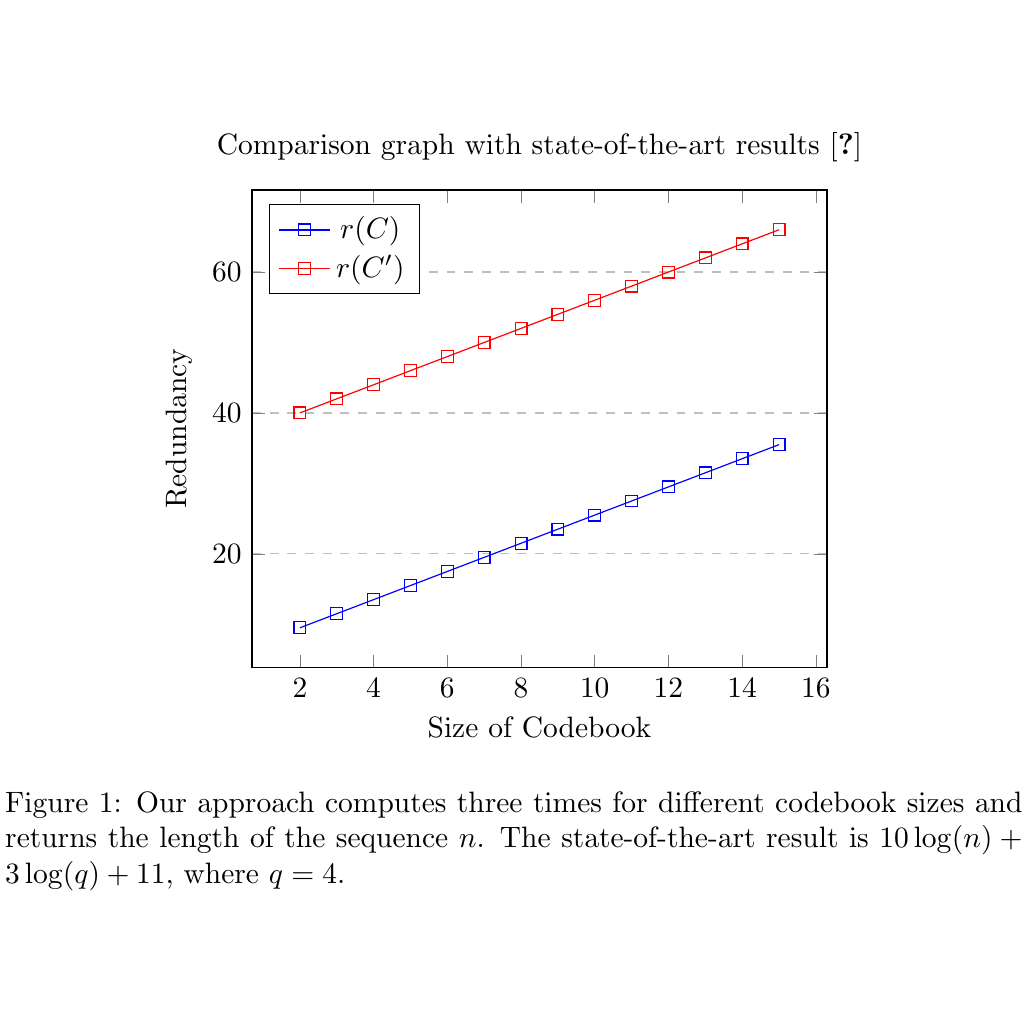 Comparison graph with state-of-the-art results [?]
r(C)
r(C′)
60
40
20
Redundancy
2 4 6 8 10 12 14 16
Size of Codebook
Figure 1: Our approach computes three times for different codebook sizes and
returns the length of the sequence n. The state-of-the-art result is 10 log(n) +
3 log(q) + 11, where q = 4.